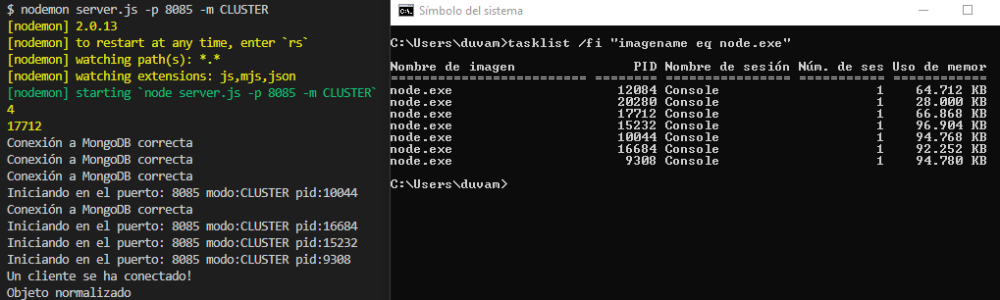 $ nodemon server.js -p 8085 -m CLUSTER
[nodemon] 2.0.13
[nodemon] to restart at any time, enter `rs`
[nodemon] watching path(s): *.*
[nodemon] watching extensions: js,mjs,json
[nodemon] starting `node server.js -p 8085 -m CLUSTER`
4
17712
Conexión a MongoDB correcta
Conexión a MongoDB correcta
Conexión a MongoDB correcta
Iniciando en el puerto: 8085 modo:CLUSTER pid:10044
Conexión a MongoDB correcta
Iniciando en el puerto: 8085 modo:CLUSTER pid:16684
Iniciando en el puerto: 8085 modo:CLUSTER pid:15232
Iniciando en el puerto: 8085 modo:CLUSTER pid:9308
Un cliente se ha conectado!
Objeto normalizado
Símbolo del sistema
C:\Users\duvam>tasklist /fi "imagename eq node.exe"
Nombre de imagen PID Nombre de sesión Núm. de ses Uso de memor
========================= ======== ================ =========== ============
node.exe 12084 Console 1 64.712 KB
node.exe 20280 Console 1 28.000 KB
node.exe 17712 Console 1 66.868 KB
node.exe 15232 Console 1 96.904 KB
node.exe 10044 Console 1 94.768 KB
node.exe 16684 Console 1 92.252 KB
node.exe 9308 Console 1 94.780 KB
C:\Users\duvam>